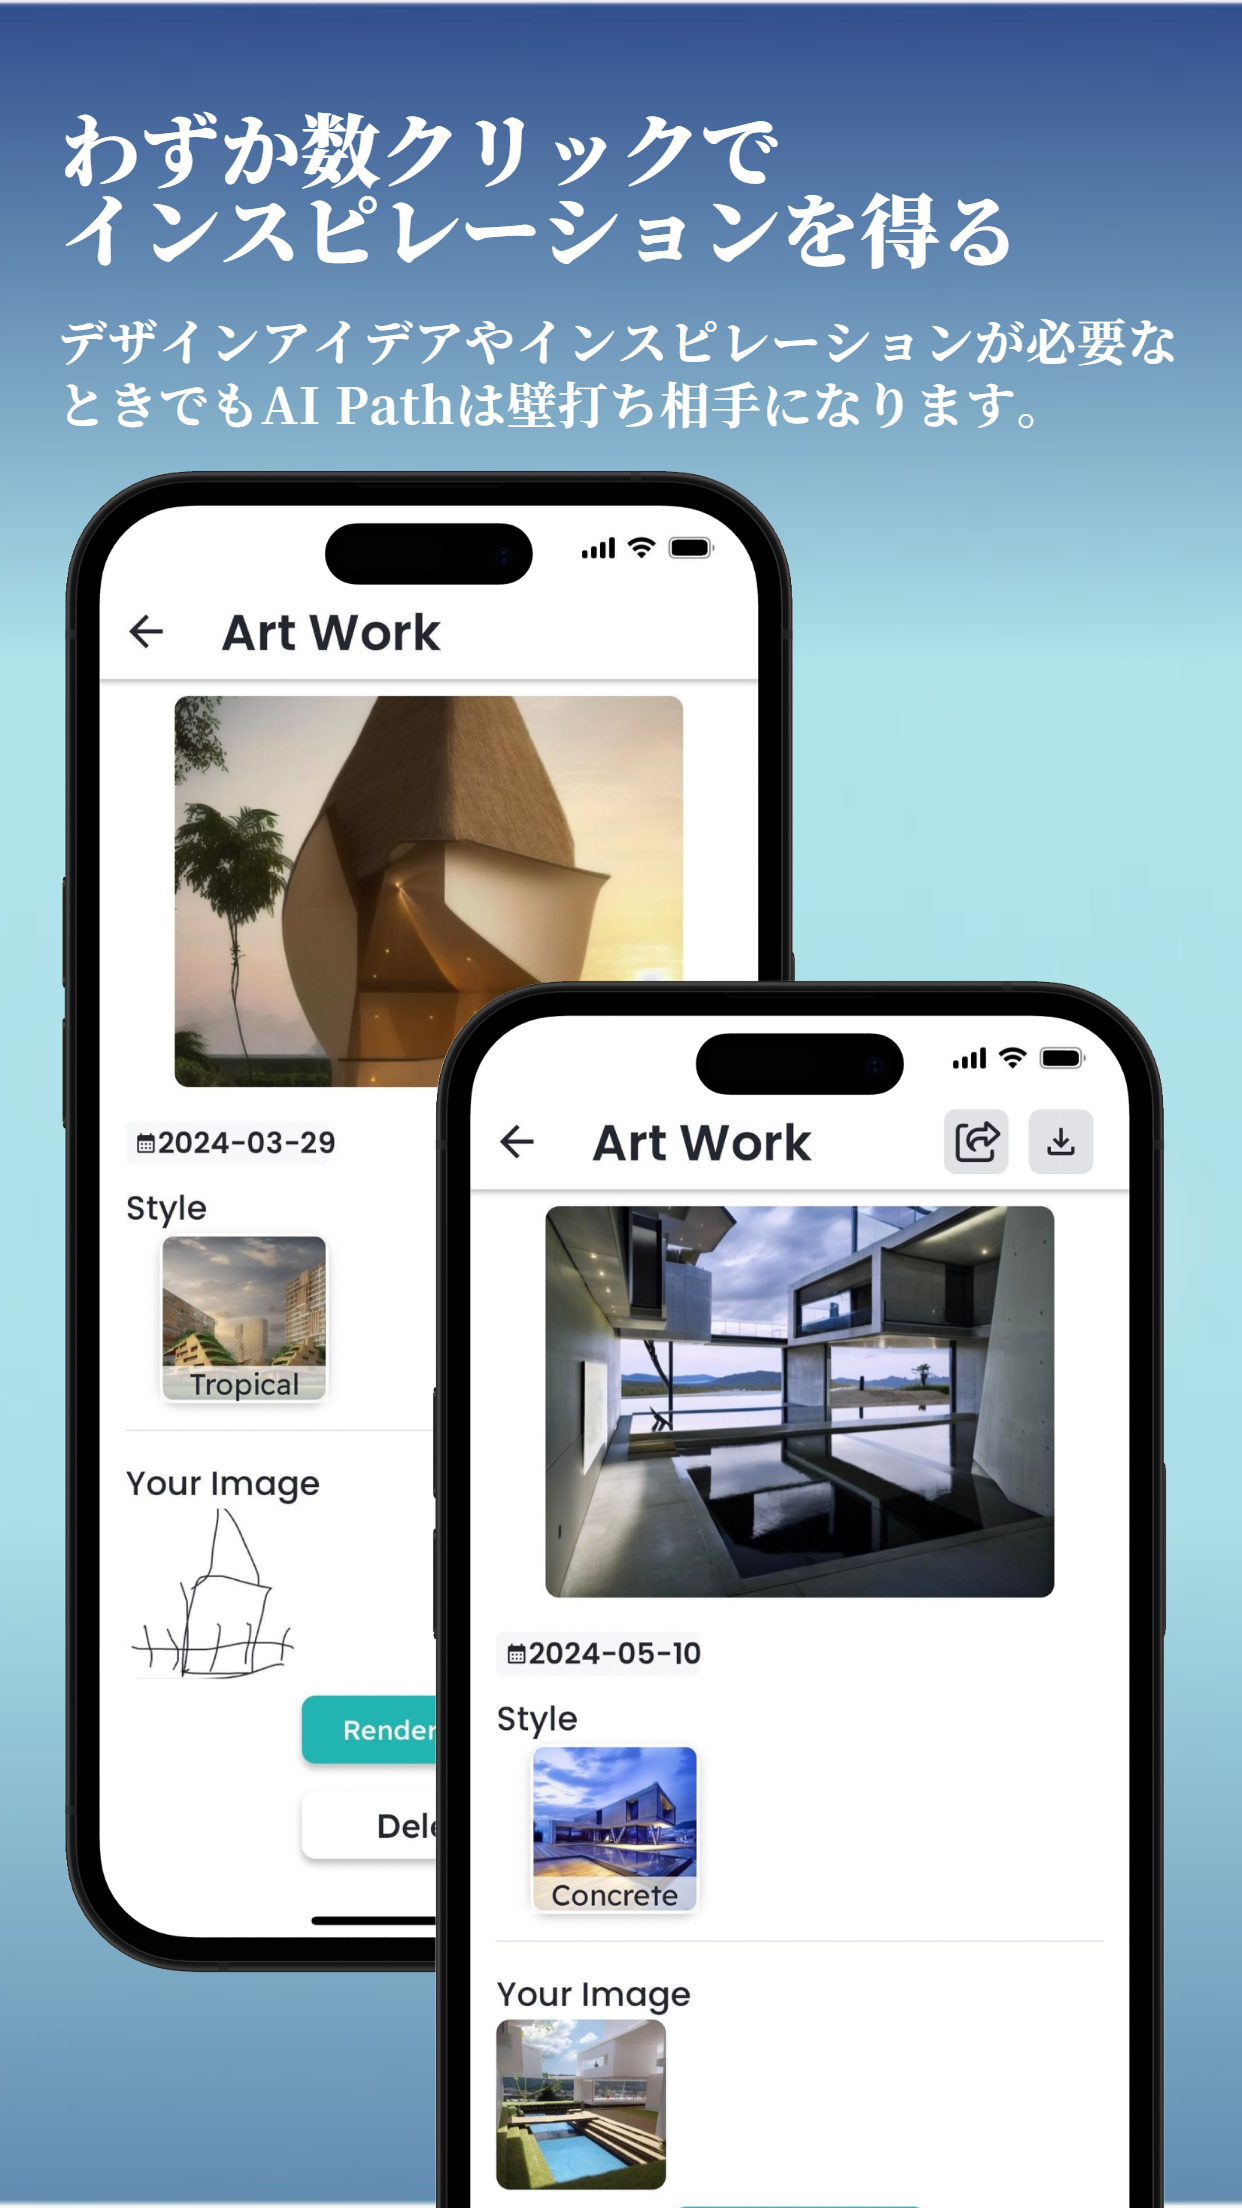 わずか数クリックで
インスピレーションを得る
デザインアイデアやインスピレーションが必要な
ときでもAI Pathは壁打ち相手になります。
Art Work
2024-03-29
Style
Tropical
Your Image
Render
Art Work
2024-05-10
Style
Concrete
Your Image